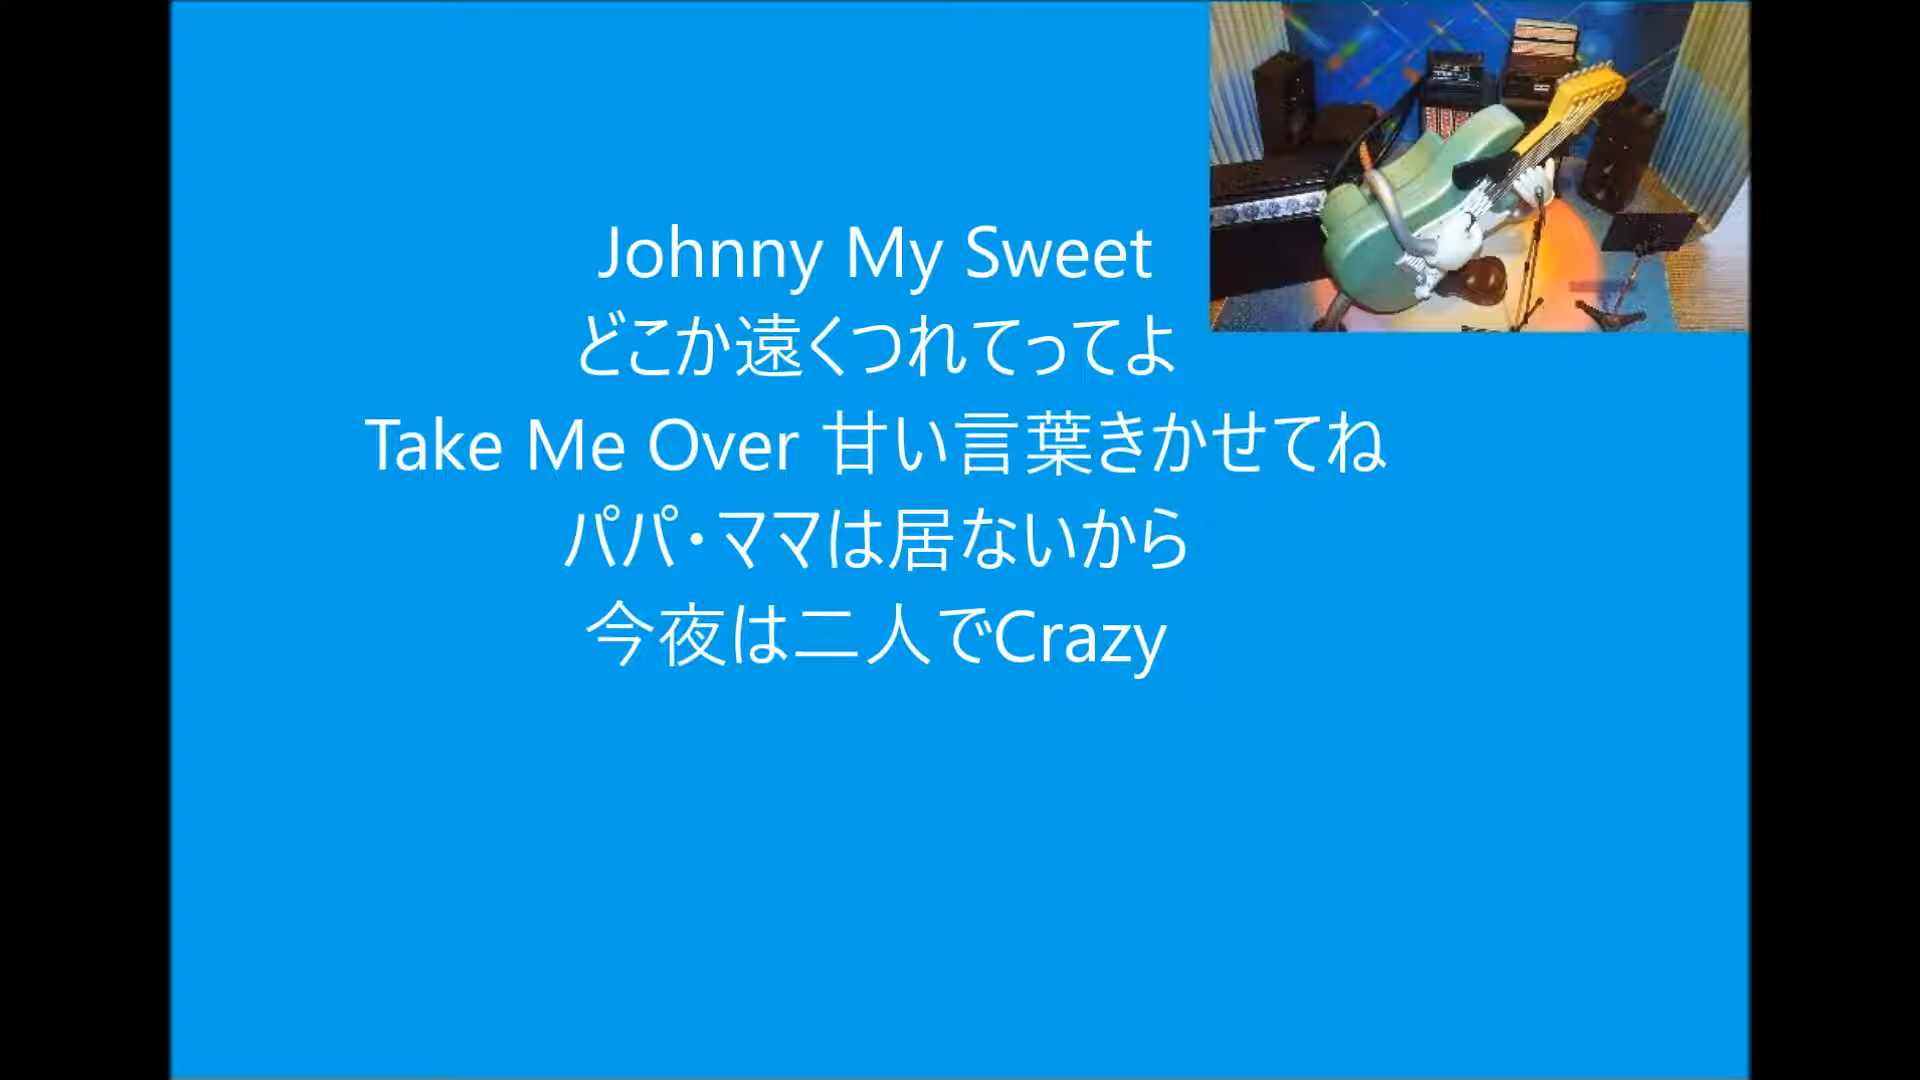 Johnny My Sweet
どこか遠くつれてってよ
Take Me Over 甘い言葉きかせてね
パパ・ママは居ないから
今夜は二人でCrazy